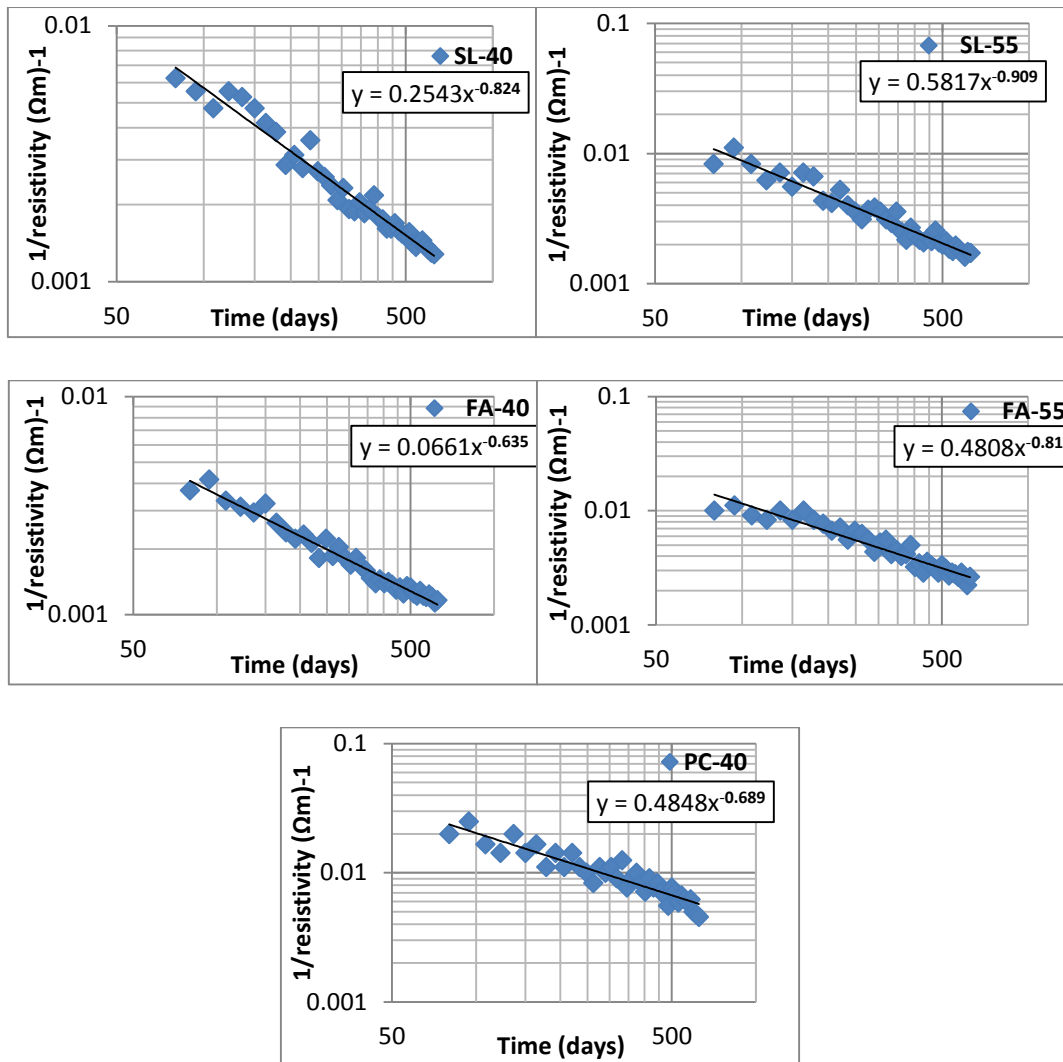 0.01
SL-40
y = 0.2543x-0.824
1/resistivity (Ωm)-1
0.001
50
Time (days)
500
0.1
SL-55
y = 0.5817x-0.909
1/resistivity (Ωm)-1
0.01
0.001
50
Time (days)
500
0.01
FA-40
y = 0.0661x-0.635
1/resistivity (Ωm)-1
0.001
50
Time (days)
500
0.1
FA-55
y = 0.4808x-0.81
1/resistivity (Ωm)-1
0.01
0.001
50
Time (days)
500
0.1
PC-40
y = 0.4848x-0.689
1/resistivity (Ωm)-1
0.01
0.001
50
Time (days)
500